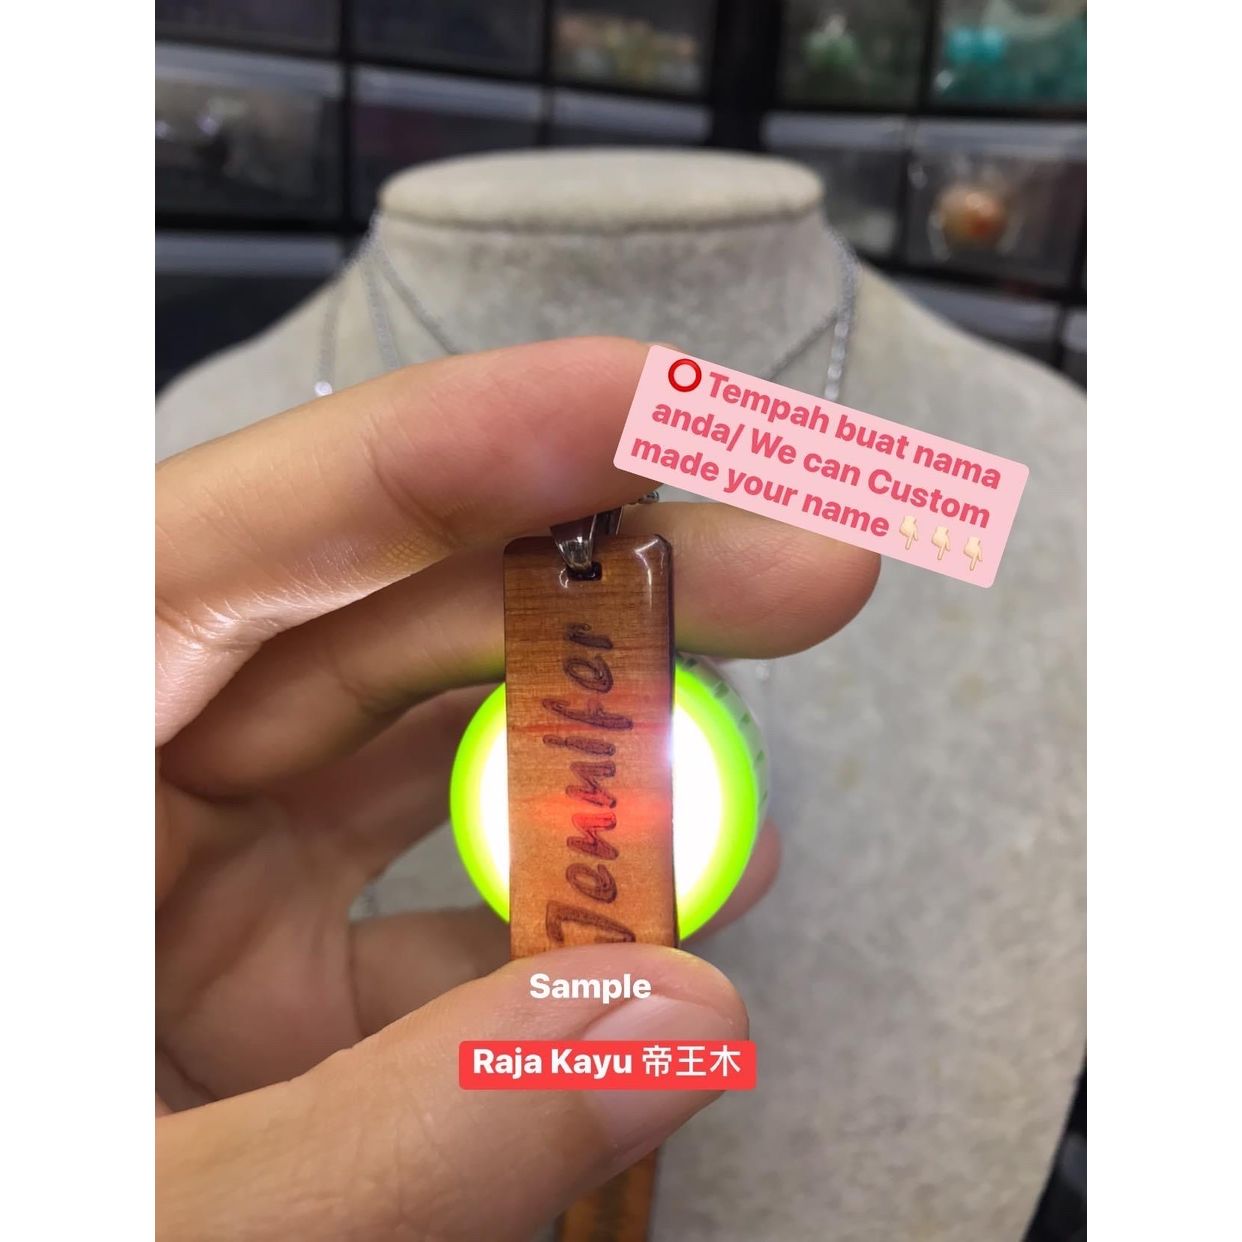 ⭕Tempah buat nama
anda/ We can Custom
made your name👇🏻👇🏻👇🏻
Jennifer
Sample
Raja Kayu 帝王木